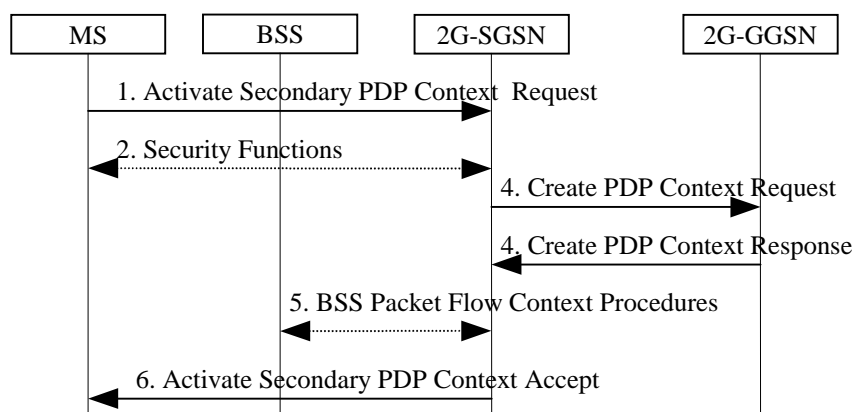 MS BSS 2G-SGSN 2G-GGSN
1. Activate Secondary PDP Context Request
2. Security Functions
4. Create PDP Context Request
4. Create PDP Context Response
5. BSS Packet Flow Context Procedures
6. Activate Secondary PDP Context Accept